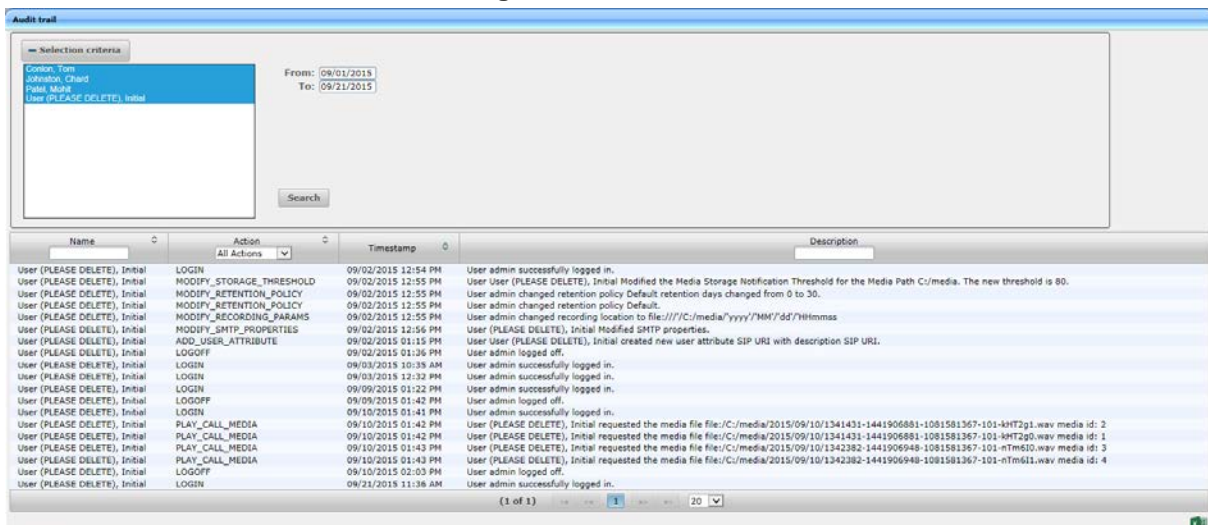 Audit trail
Selection criteria
Conlon, Tom
Johnston, Chard
Patel, Mohit
User (PLEASE DELETE), Initial
From: 09/01/2015
To: 09/21/2015
Search
Name Action Timestamp Description
All Actions
User (PLEASE DELETE), Initial LOGIN 09/02/2015 12:54 PM User admin successfully logged in.
User (PLEASE DELETE), Initial MODIFY_STORAGE_THRESHOLD 09/02/2015 12:55 PM User User (PLEASE DELETE), Initial Modified the Media Storage Notification Threshold for the Media Path C:/media. The new threshold is 80.
User (PLEASE DELETE), Initial MODIFY_RETENTION_POLICY 09/02/2015 12:55 PM User admin changed retention policy Default retention days changed from 0 to 30.
User (PLEASE DELETE), Initial MODIFY_RETENTION_POLICY 09/02/2015 12:55 PM User admin changed retention policy Default.
User (PLEASE DELETE), Initial MODIFY_RECORDING_PARAMS 09/02/2015 12:55 PM User admin changed recording location to file:///'/C:/media/'yyyy'/'MM'/'dd'/'HHmmss
User (PLEASE DELETE), Initial MODIFY_SMTP_PROPERTIES 09/02/2015 12:56 PM User (PLEASE DELETE), Initial Modified SMTP properties.
User (PLEASE DELETE), Initial ADD_USER_ATTRIBUTE 09/02/2015 01:15 PM User User (PLEASE DELETE), Initial created new user attribute SIP URI with description SIP URI.
User (PLEASE DELETE), Initial LOGOFF 09/02/2015 01:36 PM User admin logged off.
User (PLEASE DELETE), Initial LOGIN 09/03/2015 10:35 AM User admin successfully logged in.
User (PLEASE DELETE), Initial LOGIN 09/03/2015 12:32 PM User admin successfully logged in.
User (PLEASE DELETE), Initial LOGIN 09/09/2015 01:22 PM User admin successfully logged in.
User (PLEASE DELETE), Initial LOGOFF 09/09/2015 01:42 PM User admin logged off.
User (PLEASE DELETE), Initial LOGIN 09/10/2015 01:41 PM User admin successfully logged in.
User (PLEASE DELETE), Initial PLAY_CALL_MEDIA 09/10/2015 01:42 PM User (PLEASE DELETE), Initial requested the media file file:/C:/media/2015/09/10/1341431-1441906881-1081581367-101-kHT2g1.wav media id: 2
User (PLEASE DELETE), Initial PLAY_CALL_MEDIA 09/10/2015 01:42 PM User (PLEASE DELETE), Initial requested the media file file:/C:/media/2015/09/10/1341431-1441906881-1081581367-101-kHT2g0.wav media id: 1
User (PLEASE DELETE), Initial PLAY_CALL_MEDIA 09/10/2015 01:43 PM User (PLEASE DELETE), Initial requested the media file file:/C:/media/2015/09/10/1342382-1441906948-1081581367-101-nTm6I0.wav media id: 3
User (PLEASE DELETE), Initial PLAY_CALL_MEDIA 09/10/2015 01:43 PM User (PLEASE DELETE), Initial requested the media file file:/C:/media/2015/09/10/1342382-1441906948-1081581367-101-nTm6I1.wav media id: 4
User (PLEASE DELETE), Initial LOGOFF 09/10/2015 02:03 PM User admin logged off.
User (PLEASE DELETE), Initial LOGIN 09/21/2015 11:36 AM User admin successfully logged in.
(1 of 1) 1 20